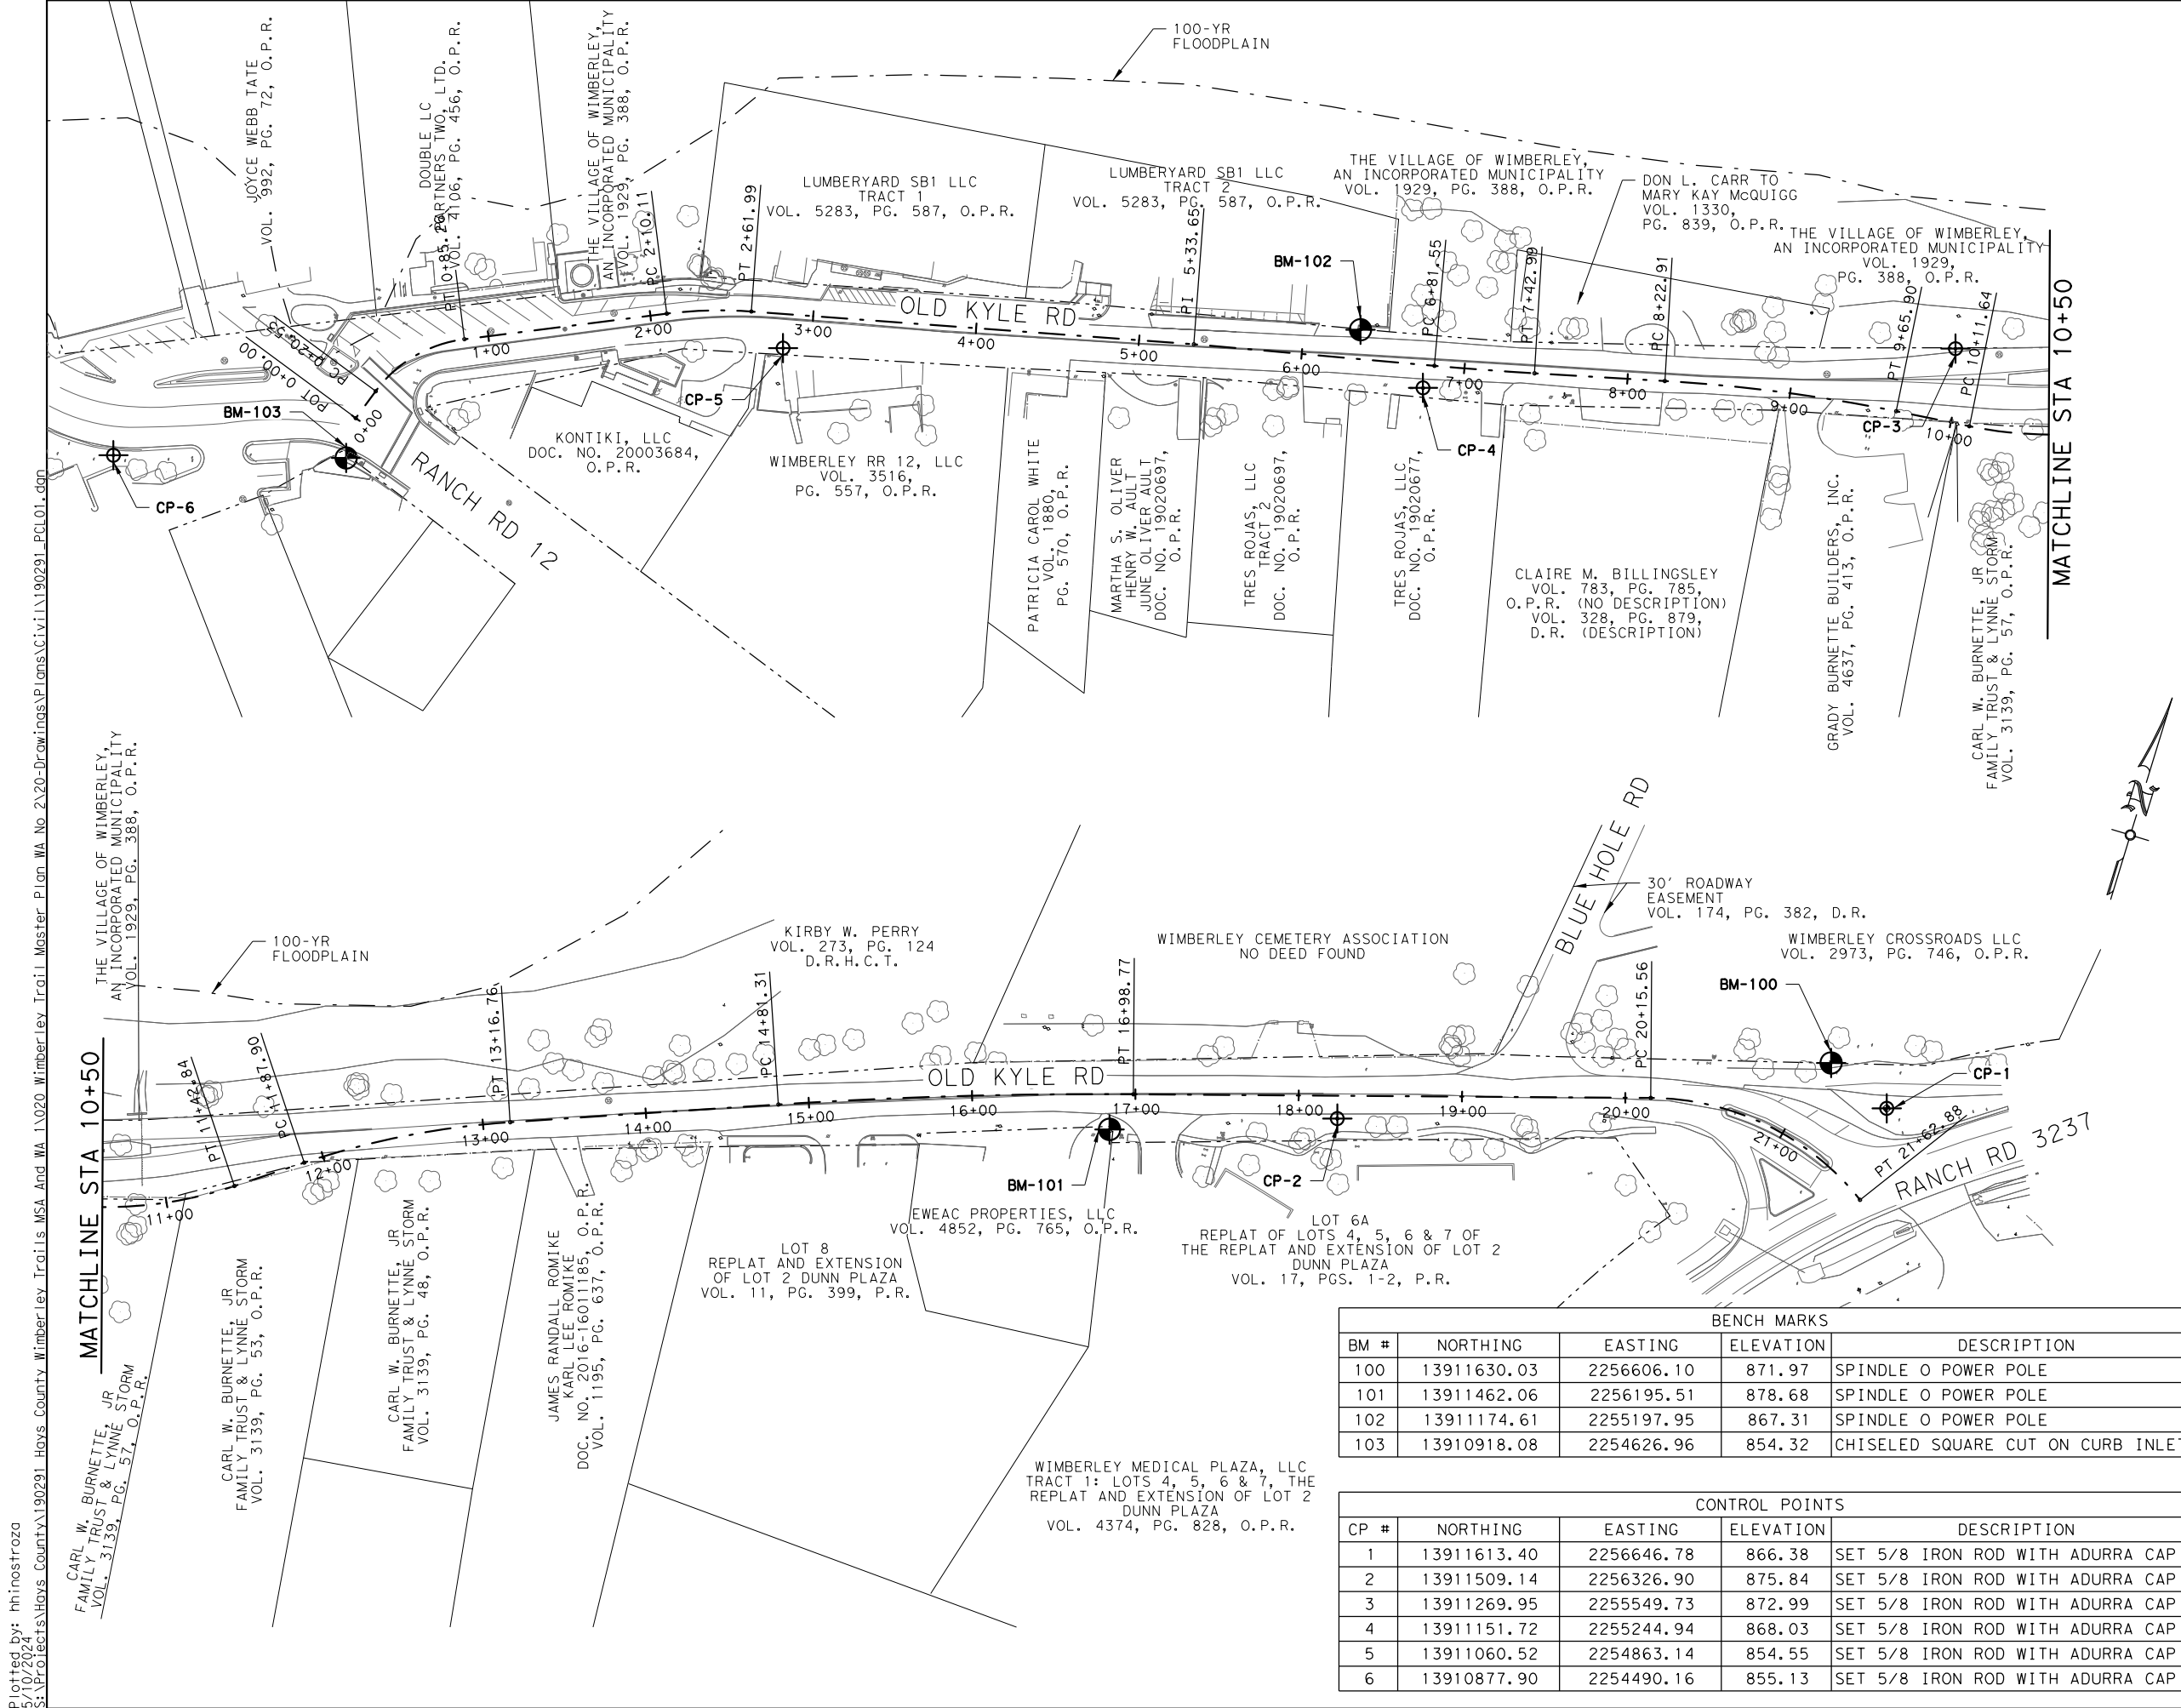 100-YR
FLOODPLAIN
JOYCE WEBB TATE
VOL. 992, PG. 72, O.P.R.
DOUBLE LC
PARTNERS TWO, LTD.
VOL. 4106, PG. 456, O.P.R.
THE VILLAGE OF WIMBERLEY,
AN INCORPORATED MUNICIPALITY
VOL. 1929, PG. 388, O.P.R.
LUMBERYARD SB1 LLC
TRACT 1
VOL. 5283, PG. 587, O.P.R.
LUMBERYARD SB1 LLC
TRACT 2
VOL. 5283, PG. 587, O.P.R.
THE VILLAGE OF WIMBERLEY,
AN INCORPORATED MUNICIPALITY
VOL. 1929, PG. 388, O.P.R.
DON L. CARR TO
MARY KAY McQUIGG
VOL. 1330,
PG. 839, O.P.R.
THE VILLAGE OF WIMBERLEY,
AN INCORPORATED MUNICIPALITY
VOL. 1929,
PG. 388, O.P.R.
POT 0+00.00
PC 0+20.53
PT 0+85.26
PC 2+10.11
PT 2+61.99
PI 5+33.65
PC 6+81.55
PT 7+42.99
PC 8+22.91
PT 9+65.90
PC 10+11.64
BM-102
OLD KYLE RD
0+00
1+00
2+00
3+00
4+00
5+00
6+00
7+00
8+00
9+00
10+00
MATCHLINE STA 10+50
BM-103
CP-6
CP-5
CP-4
CP-3
RANCH RD 12
KONTIKI, LLC
DOC. NO. 20003684,
O.P.R.
WIMBERLEY RR 12, LLC
VOL. 3516,
PG. 557, O.P.R.
PATRICIA CAROL WHITE
VOL. 1880,
PG. 570, O.P.R.
MARTHA S. OLIVER
HENRY W. AULT
JUNE OLIVER AULT
DOC. NO. 19020697,
O.P.R.
TRES ROJAS, LLC
TRACT 2
DOC. NO. 19020697,
O.P.R.
TRES ROJAS, LLC
DOC. NO. 19020677,
O.P.R.
CLAIRE M. BILLINGSLEY
VOL. 783, PG. 785,
O.P.R. (NO DESCRIPTION)
VOL. 328, PG. 879,
D.R. (DESCRIPTION)
GRADY BURNETTE BUILDERS, INC.
VOL. 4637, PG. 413, O.P.R.
CARL W. BURNETTE, JR
FAMILY TRUST & LYNNE STORM
VOL. 3139, PG. 57, O.P.R.
N
THE VILLAGE OF WIMBERLEY,
AN INCORPORATED MUNICIPALITY
VOL. 1929, PG. 388, O.P.R.
100-YR
FLOODPLAIN
KIRBY W. PERRY
VOL. 273, PG. 124
D.R.H.C.T.
WIMBERLEY CEMETERY ASSOCIATION
NO DEED FOUND
BLUE HOLE RD
30' ROADWAY
EASEMENT
VOL. 174, PG. 382, D.R.
WIMBERLEY CROSSROADS LLC
VOL. 2973, PG. 746, O.P.R.
BM-100
CP-1
MATCHLINE STA 10+50
PT 11+42.84
PC 11+87.90
PT 13+16.76
PC 14+81.31
PT 16+98.77
PC 20+15.56
PT 21+62.88
OLD KYLE RD
11+00
12+00
13+00
14+00
15+00
16+00
17+00
18+00
19+00
20+00
21+00
RANCH RD 3237
BM-101
CP-2
CARL W. BURNETTE, JR
FAMILY TRUST & LYNNE STORM
VOL. 3139, PG. 57, O.P.R.
CARL W. BURNETTE, JR
FAMILY TRUST & LYNNE STORM
VOL. 3139, PG. 53, O.P.R.
CARL W. BURNETTE, JR
FAMILY TRUST & LYNNE STORM
VOL. 3139, PG. 48, O.P.R.
JAMES RANDALL ROMIKE
KARL LEE ROMIKE
DOC. NO. 2016-16011185, O.P.R.
VOL. 1195, PG. 637, O.P.R.
LOT 8
REPLAT AND EXTENSION
OF LOT 2 DUNN PLAZA
VOL. 11, PG. 399, P.R.
EWEAC PROPERTIES, LLC
VOL. 4852, PG. 765, O.P.R.
LOT 6A
REPLAT OF LOTS 4, 5, 6 & 7 OF
THE REPLAT AND EXTENSION OF LOT 2
DUNN PLAZA
VOL. 17, PGS. 1-2, P.R.
WIMBERLEY MEDICAL PLAZA, LLC
TRACT 1: LOTS 4, 5, 6 & 7, THE
REPLAT AND EXTENSION OF LOT 2
DUNN PLAZA
VOL. 4374, PG. 828, O.P.R.
BENCH MARKS
BM # NORTHING EASTING ELEVATION DESCRIPTION
100 13911630.03 2256606.10 871.97 SPINDLE O POWER POLE
101 13911462.06 2256195.51 878.68 SPINDLE O POWER POLE
102 13911174.61 2255197.95 867.31 SPINDLE O POWER POLE
103 13910918.08 2254626.96 854.32 CHISELED SQUARE CUT ON CURB INLET
CONTROL POINTS
CP # NORTHING EASTING ELEVATION DESCRIPTION
1 13911613.40 2256646.78 866.38 SET 5/8 IRON ROD WITH ADURRA CAP
2 13911509.14 2256326.90 875.84 SET 5/8 IRON ROD WITH ADURRA CAP
3 13911269.95 2255549.73 872.99 SET 5/8 IRON ROD WITH ADURRA CAP
4 13911151.72 2255244.94 868.03 SET 5/8 IRON ROD WITH ADURRA CAP
5 13911060.52 2254863.14 854.55 SET 5/8 IRON ROD WITH ADURRA CAP
6 13910877.90 2254490.16 855.13 SET 5/8 IRON ROD WITH ADURRA CAP
Plotted by: hhinostroza
5/10/2024
S:\Projects\Hays County\190291 Hays County Wimberley Trails MSA And WA 1\020 Wimberley Trail Master Plan WA No 2\20-Drawings\Plans\Civil\190291_PCL01.dgn